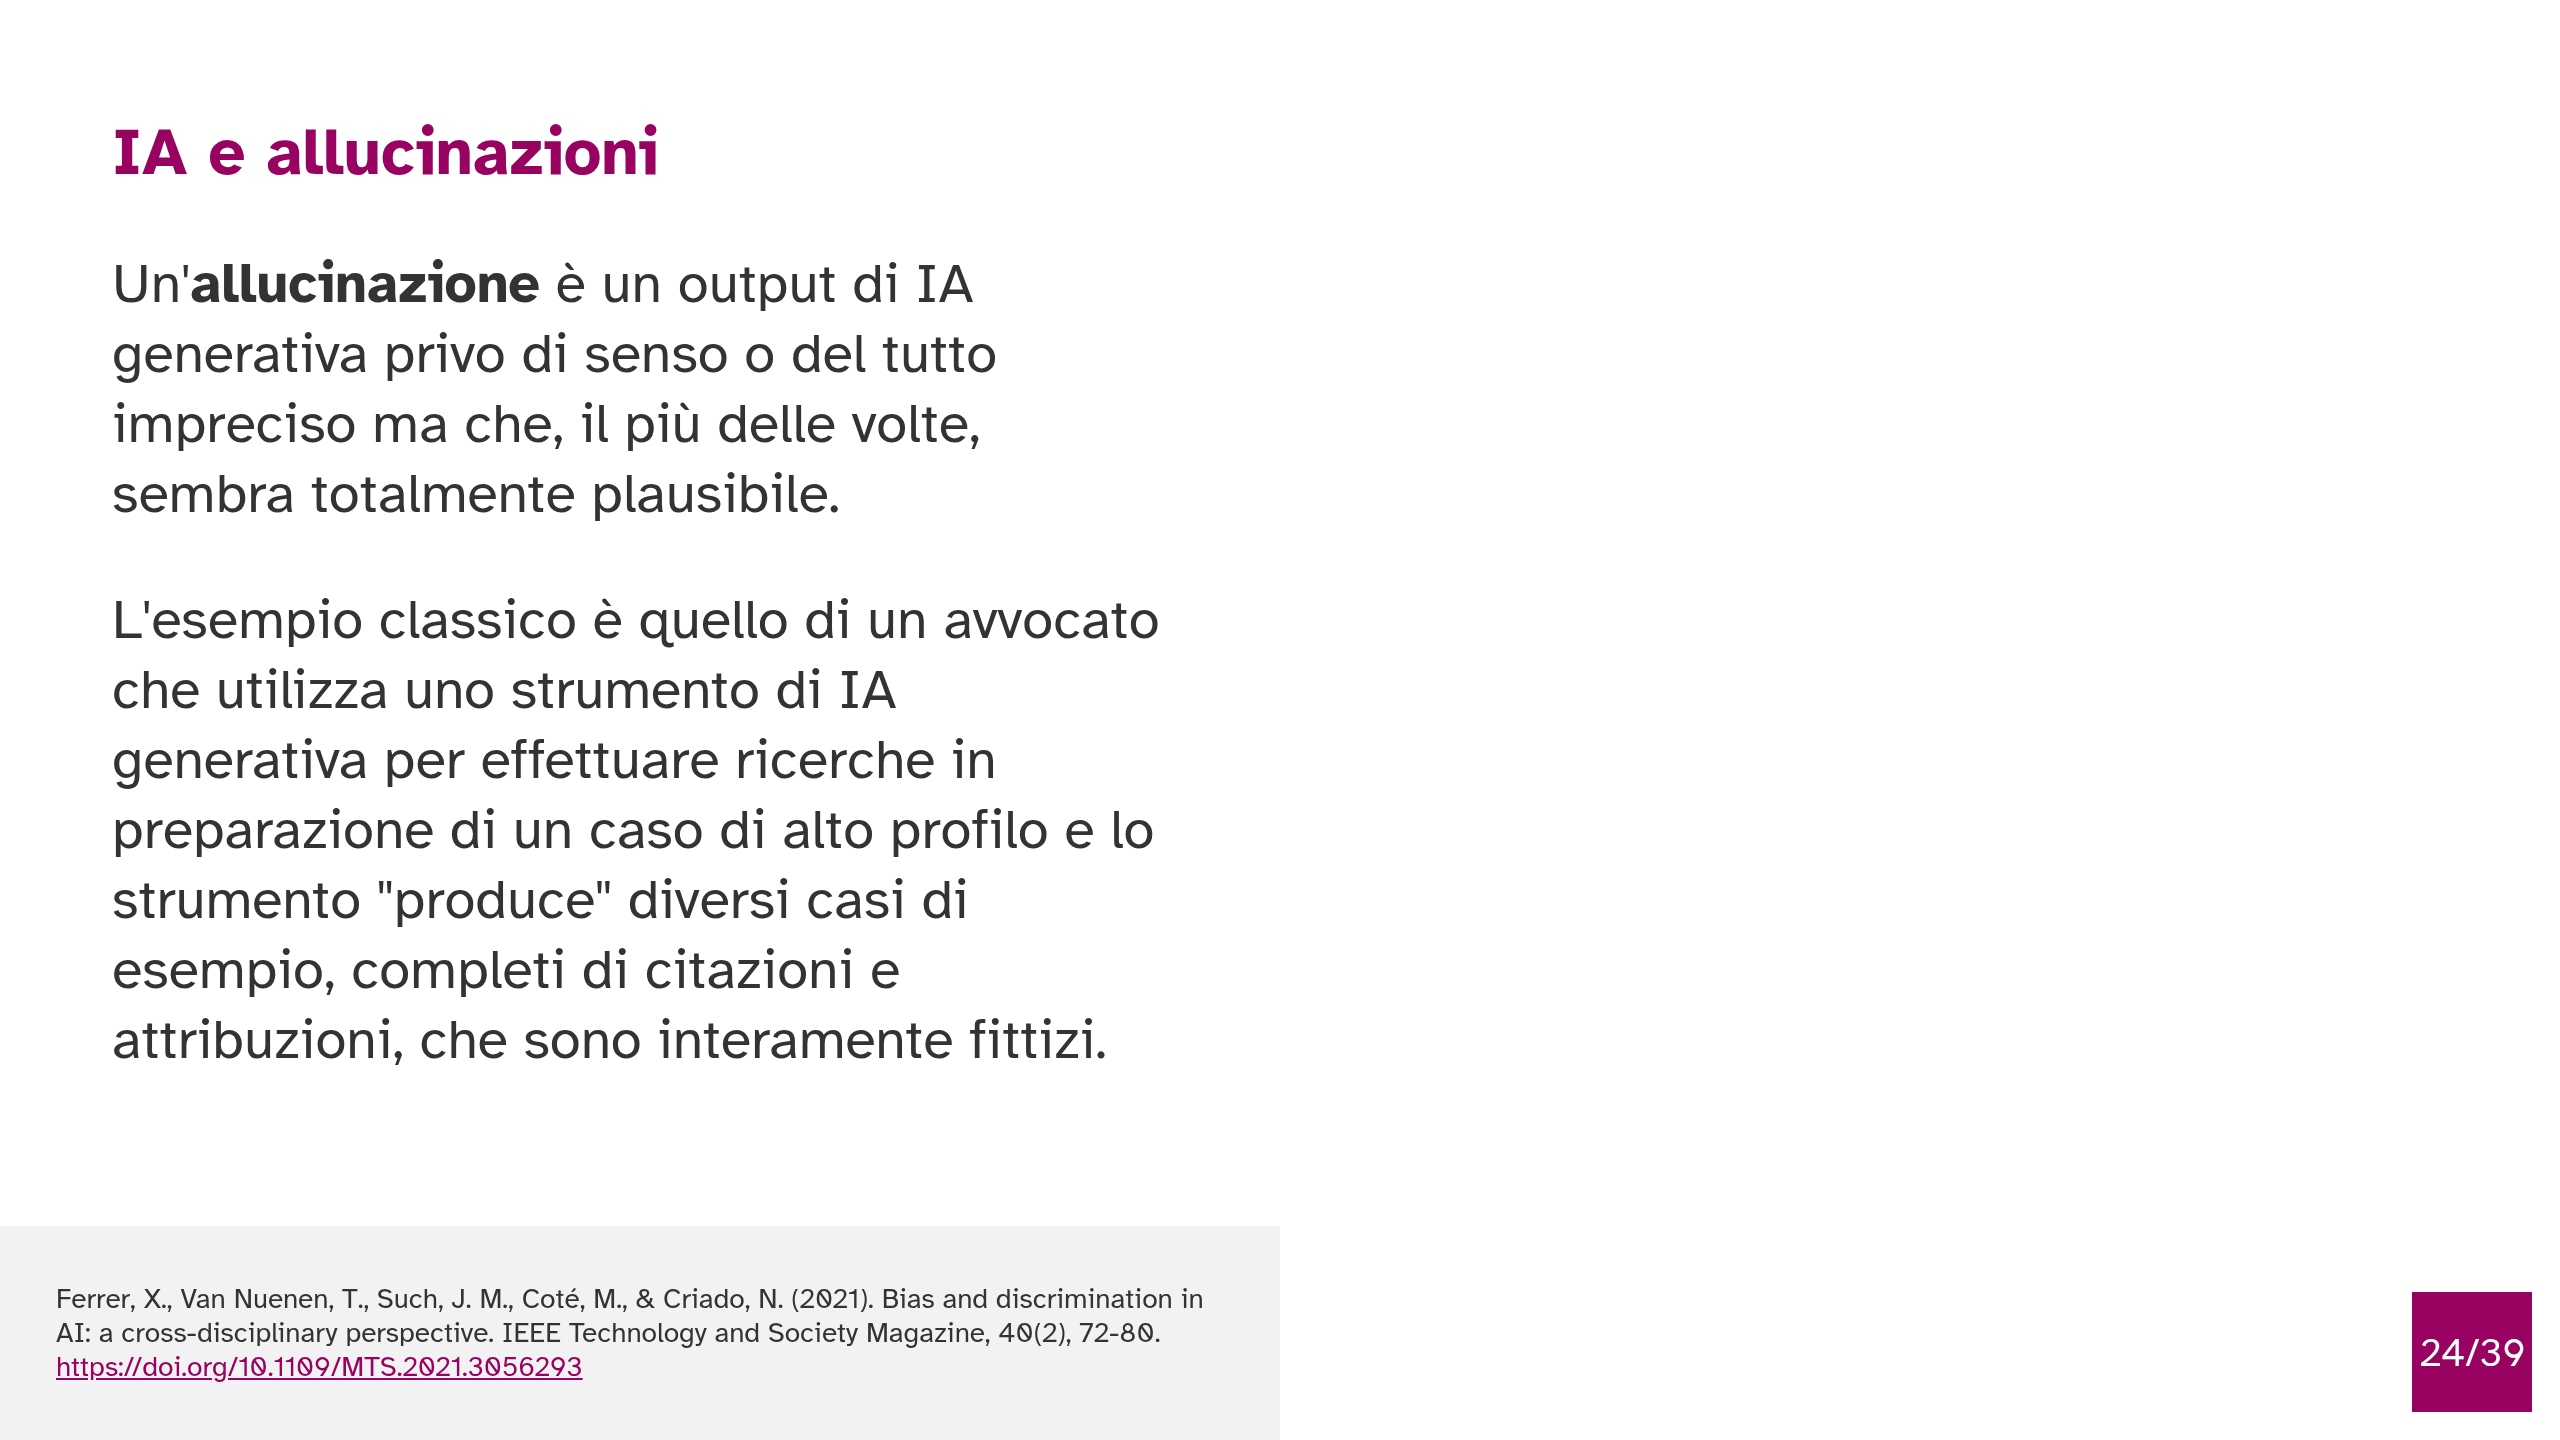 IA e allucinazioni
Un'allucinazione è un output di IA
generativa privo di senso o del tutto
impreciso ma che, il più delle volte,
sembra totalmente plausibile.
L'esempio classico è quello di un avvocato
che utilizza uno strumento di IA
generativa per effettuare ricerche in
preparazione di un caso di alto profilo e lo
strumento "produce" diversi casi di
esempio, completi di citazioni e
attribuzioni, che sono interamente fittizi.
Ferrer, X., Van Nuenen, T., Such, J. M., Coté, M., & Criado, N. (2021). Bias and discrimination in
AI: a cross-disciplinary perspective. IEEE Technology and Society Magazine, 40(2), 72-80.
https://doi.org/10.1109/MTS.2021.3056293
24/39